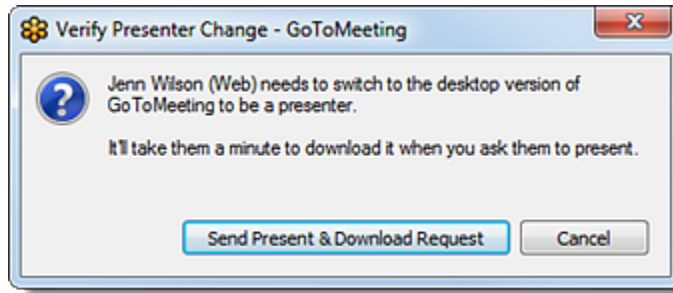 Verify Presenter Change - GoToMeeting
Jenn Wilson (Web) needs to switch to the desktop version of
GoToMeeting to be a presenter.
It'll take them a minute to download it when you ask them to present.
Send Present & Download Request
Cancel